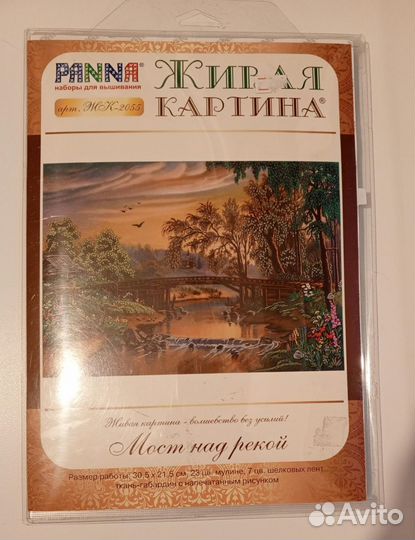 PANNA®
наборы для вышивания
арт. ЖК-2055
ЖИВАЯ
КАРТИНА®
Живая картина - волшебство без усилий!
Мост над рекой
Размер работы: 30,5 x 21,5 см, 23 цв. мулине, 7 цв. шелковых лент
ткань-габардин с напечатанным рисунком
Avito